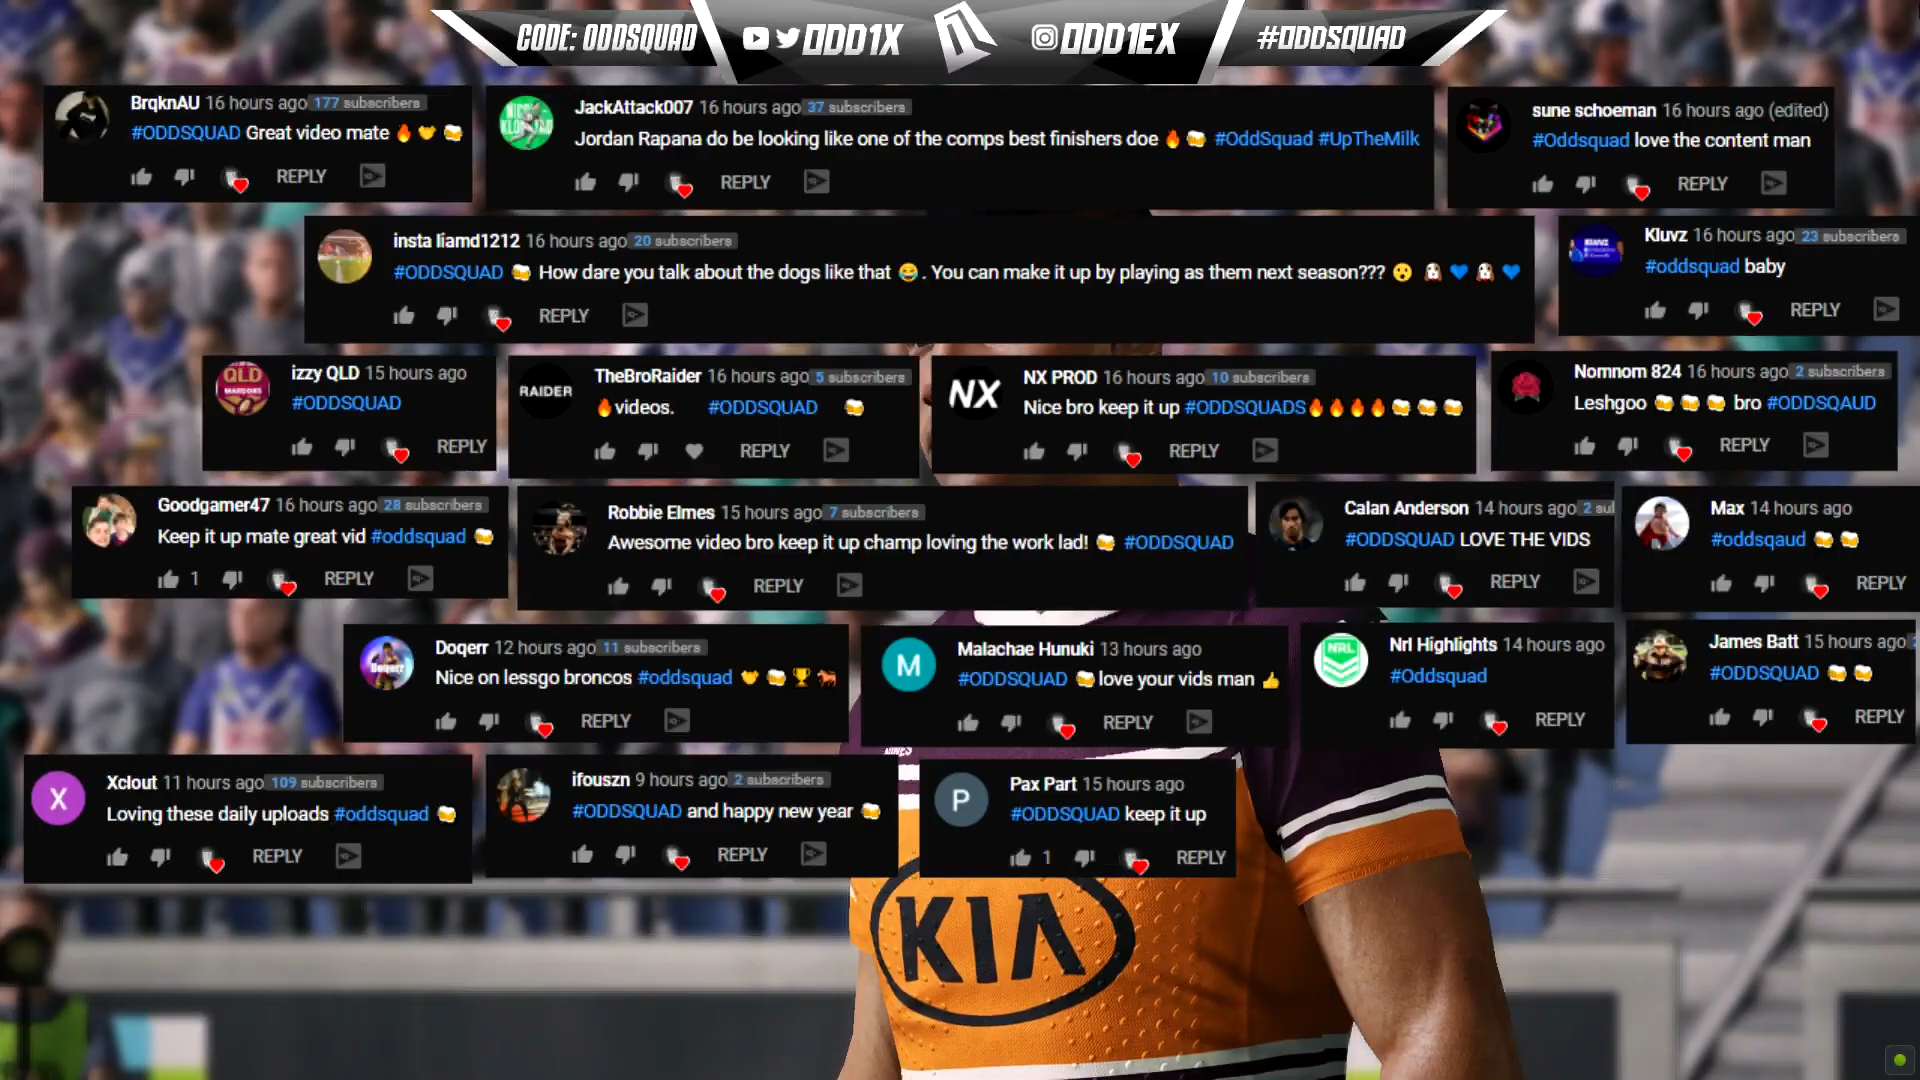 CODE: ODDSQUAD
ODD1X
ODD1EX
#ODDSQUAD
BrqknAU 16 hours ago 177 subscribers
#ODDSQUAD Great video mate 🔥 🤝 🍻
REPLY
JackAttack007 16 hours ago 37 subscribers
Jordan Rapana do be looking like one of the comps best finishers doe 🔥 🍻 #OddSquad #UpTheMilk
REPLY
sune schoeman 16 hours ago (edited)
#Oddsquad love the content man
REPLY
insta liamd1212 16 hours ago 20 subscribers
#ODDSQUAD 🍻 How dare you talk about the dogs like that 😂. You can make it up by playing as them next season??? 😮 🐶 💙 🐶 💙
REPLY
KLUVZ
Kluvz 16 hours ago 23 subscribers
#oddsquad baby
REPLY
QLD
izzy QLD 15 hours ago
#ODDSQUAD
REPLY
RAIDER
TheBroRaider 16 hours ago 5 subscribers
🔥videos. #ODDSQUAD 🍻
REPLY
NX
NX PROD 16 hours ago 10 subscribers
Nice bro keep it up #ODDSQUADS🔥🔥🔥🔥🍻🍻🍻
REPLY
Nomnom 824 16 hours ago 2 subscribers
Leshgoo 🍻 🍻 🍻 bro #ODDSQAUD
REPLY
Goodgamer47 16 hours ago 28 subscribers
Keep it up mate great vid #oddsquad 🍻
1 REPLY
Robbie Elmes 15 hours ago 7 subscribers
Awesome video bro keep it up champ loving the work lad! 🍻 #ODDSQUAD
REPLY
Calan Anderson 14 hours ago 2 sul
#ODDSQUAD LOVE THE VIDS
REPLY
Max 14 hours ago
#oddsqaud 🍻 🍻
REPLY
Doqerr
Doqerr 12 hours ago 11 subscribers
Nice on lessgo broncos #oddsquad 🤝 🍻 🏆 🐎
REPLY
M
Malachae Hunuki 13 hours ago
#ODDSQUAD 🍻love your vids man 👍
REPLY
NRL
Nrl Highlights 14 hours ago
#Oddsquad
REPLY
James Batt 15 hours ago
#ODDSQUAD 🍻 🍻
REPLY
X
Xclout 11 hours ago 109 subscribers
Loving these daily uploads #oddsquad 🍻
REPLY
ifouszn 9 hours ago 2 subscribers
#ODDSQUAD and happy new year 🍻
REPLY
P
Pax Part 15 hours ago
#ODDSQUAD keep it up
1 REPLY
KIA